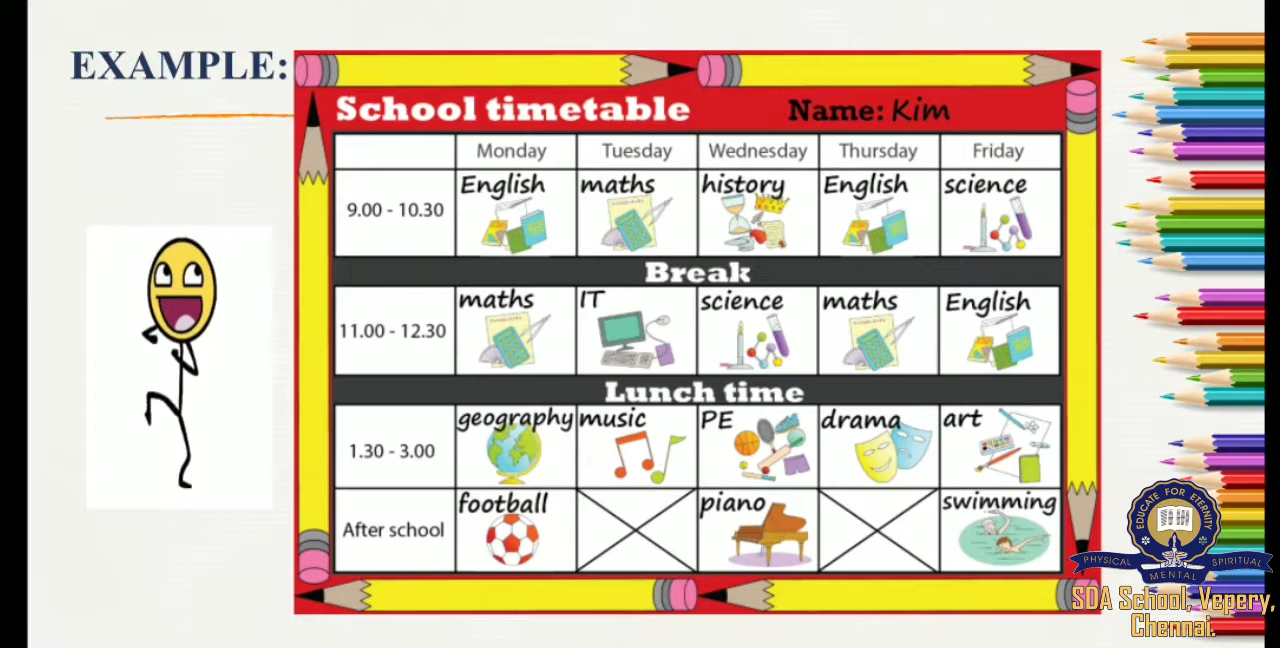 EXAMPLE:
School timetable Name: Kim
Monday Tuesday Wednesday Thursday Friday
9.00 - 10.30 English maths history English science
Break
11.00 - 12.30 maths IT science maths English
Lunch time
1.30 - 3.00 geography music PE drama art
After school football piano swimming
EDUCATE FOR ETERNITY
PHYSICAL MENTAL SPIRITUAL
SDA School, Vepery,
Chennai.